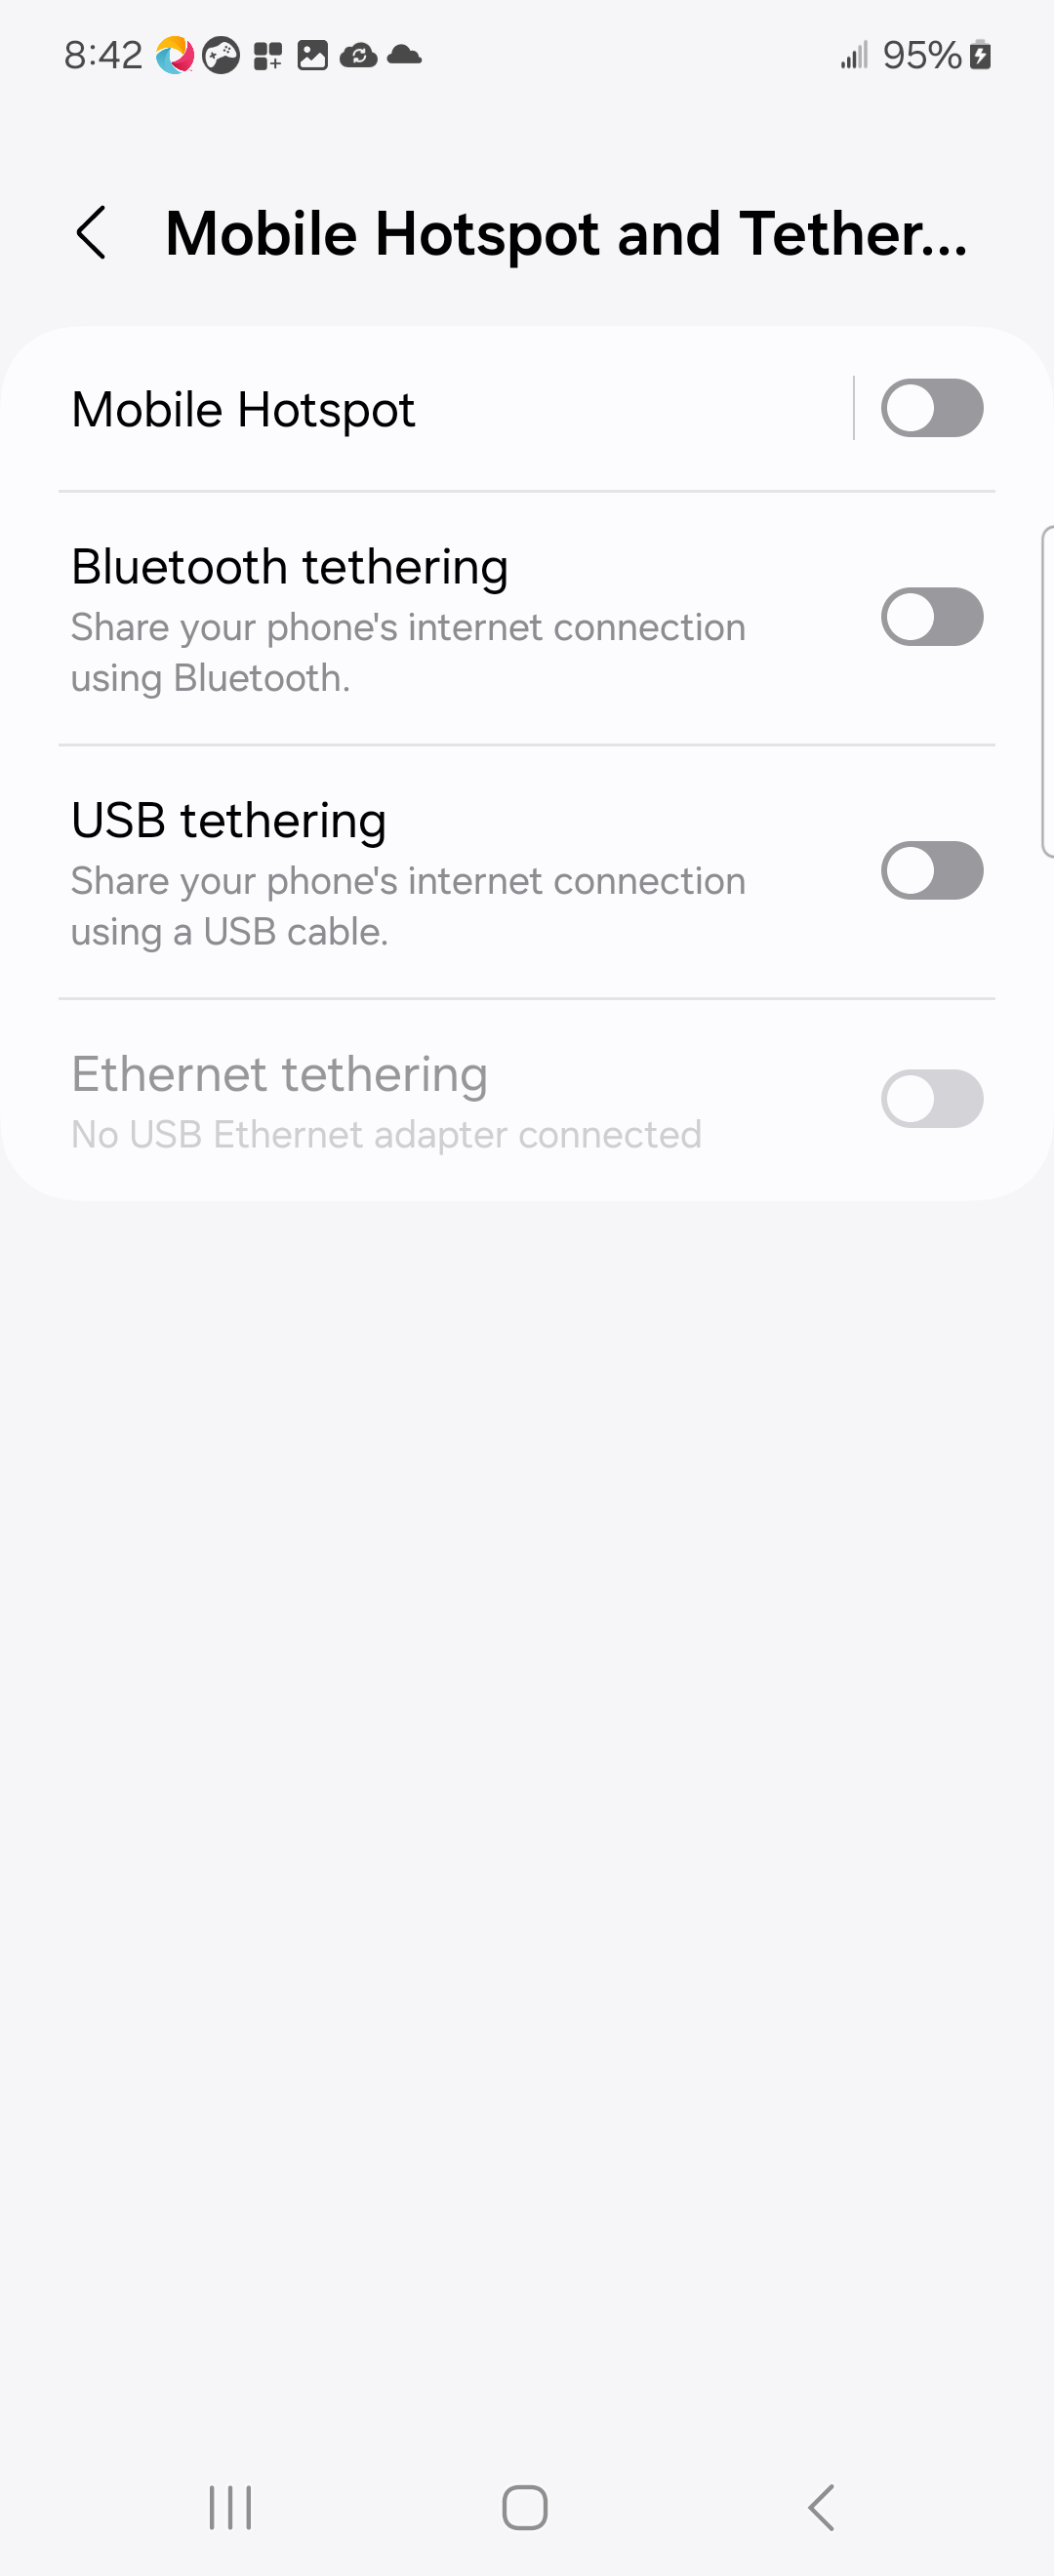 8:42
95%
Mobile Hotspot and Tether...
Mobile Hotspot
Bluetooth tethering
Share your phone's internet connection
using Bluetooth.
USB tethering
Share your phone's internet connection
using a USB cable.
Ethernet tethering
No USB Ethernet adapter connected